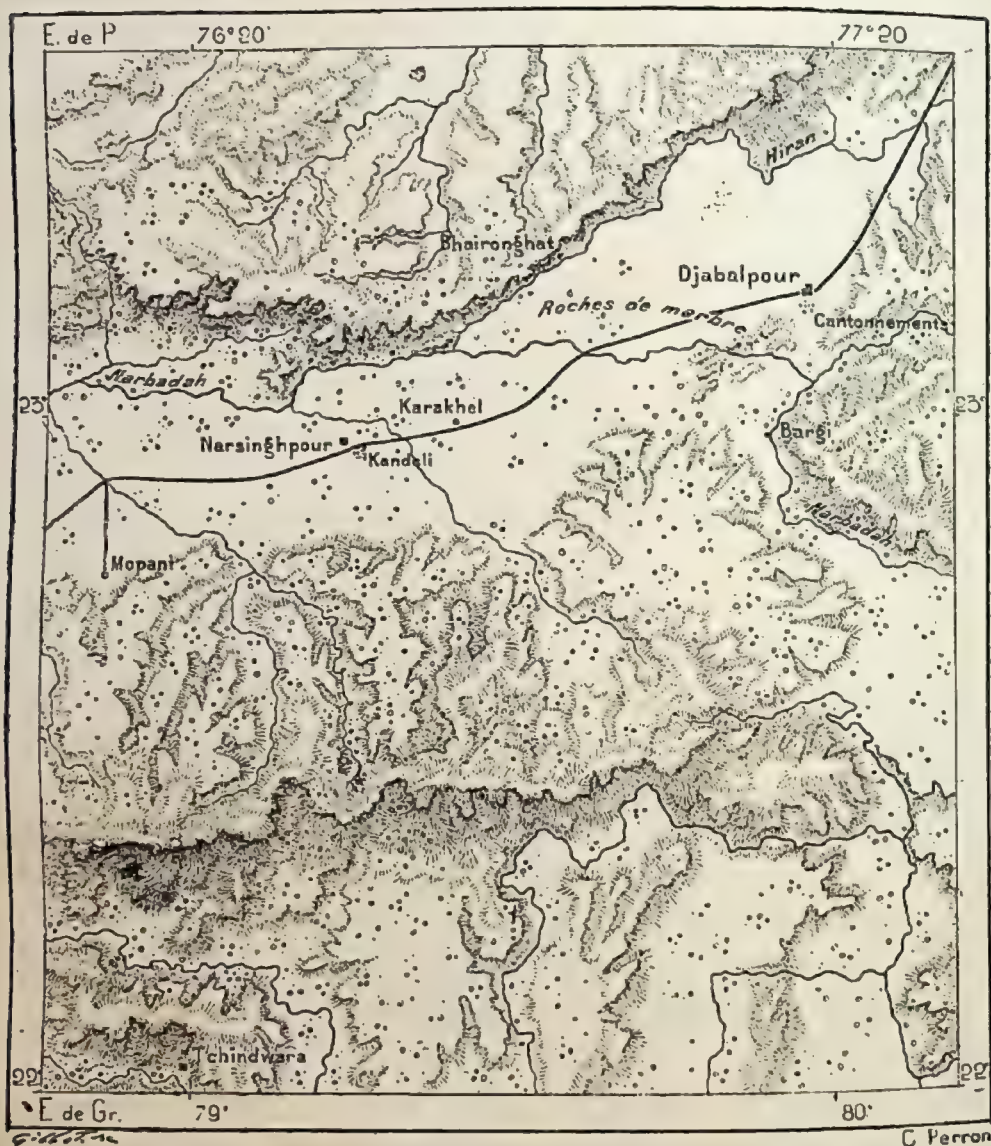 E. de P.
76°20'
77°20
Hiran
Bhaironghat
Djabalpour
Roches de marbre
Cantonnement
Narbadah
23°
Karakhel
23°
Narsinghpour
Kandeli
Bargi
Narbadah
Mopani
Tchindwara
22°
22°
E de Gr.
79°
80°
C. Perron